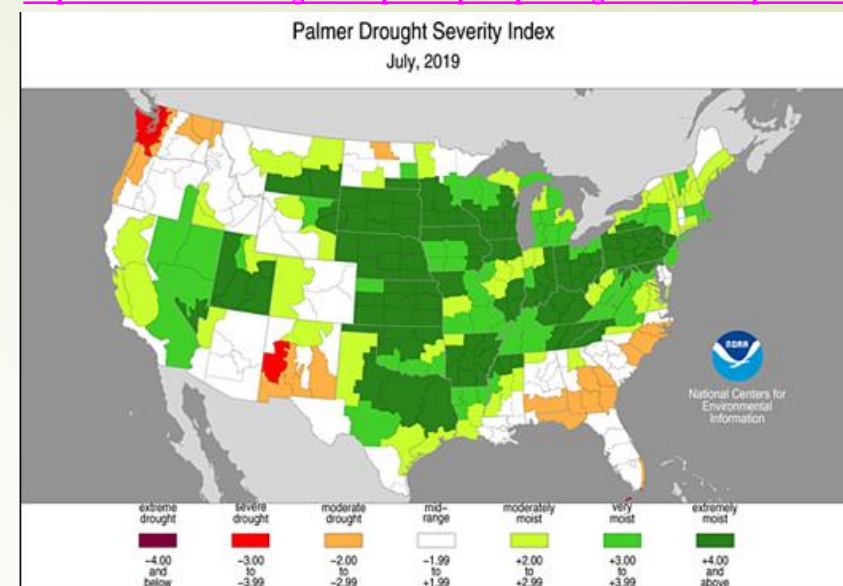 Palmer Drought Severity Index
July, 2019
NOAA
National Centers for
Environmental
Information
extreme drought
severe drought
moderate drought
mid-range
moderately moist
very moist
extremely moist
-4.00 and below
-3.00 to -3.99
-2.00 to -2.99
-1.99 to +1.99
+2.00 to +2.99
+3.00 to +3.99
+4.00 and above